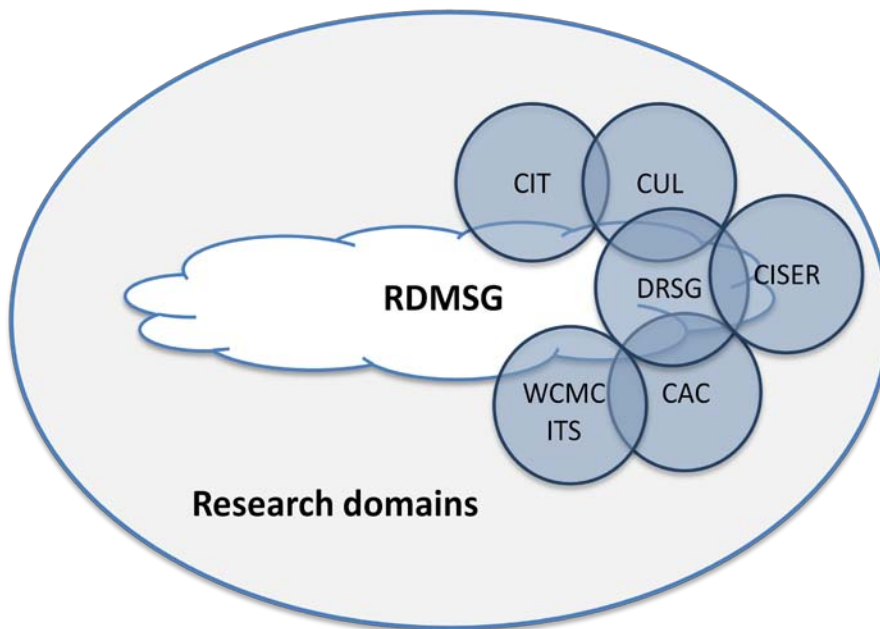 CIT
CUL
RDMSG
DRSG
CISER
WCMC
ITS
CAC
Research domains